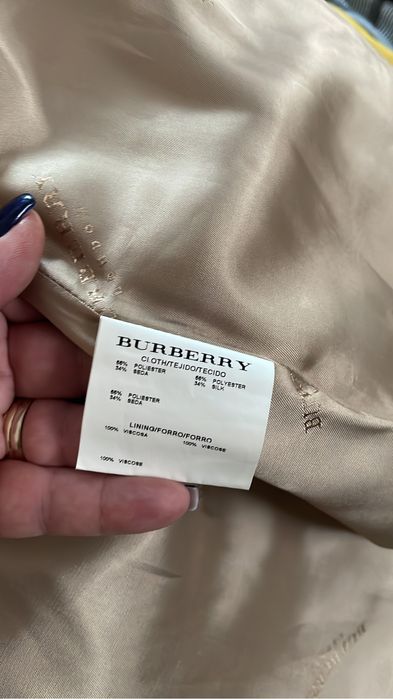 BURBERRY
CLOTH/TEJIDO/TECIDO
66% POLIESTER
34% SEDA
66% POLYESTER
34% SILK
66% POLIESTER
34% SEDA
LINING/FORRO/FORRO
100% VISCOSA
100% VISCOSE
100% VISCOSE